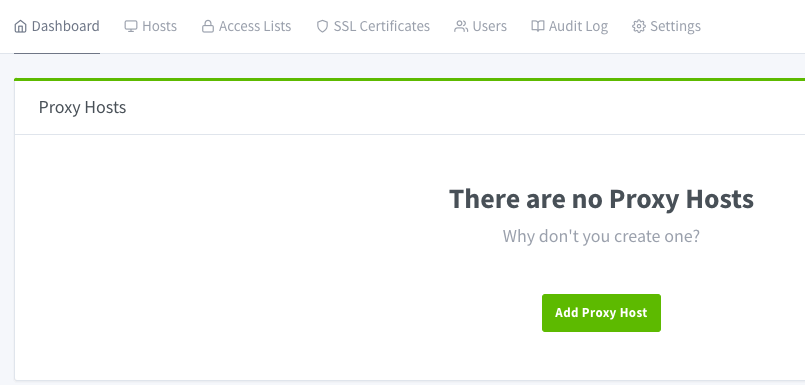 Dashboard Hosts Access Lists SSL Certificates Users Audit Log Settings
Proxy Hosts
There are no Proxy Hosts
Why don't you create one?
Add Proxy Host